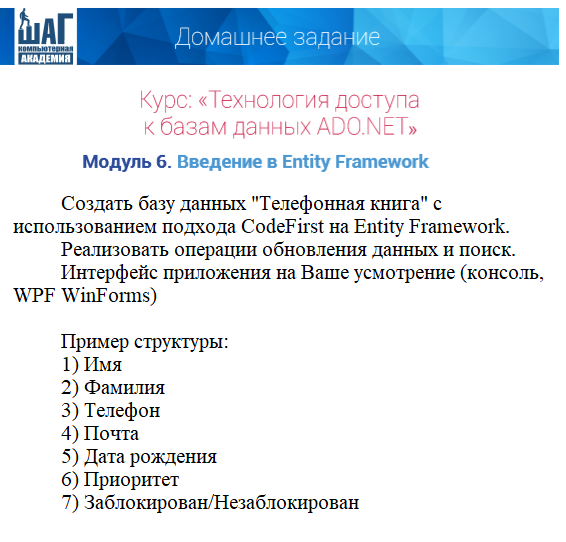 ШАГ
КОМПЬЮТЕРНАЯ
АКАДЕМИЯ
Домашнее задание
Курс: «Технология доступа
к базам данных ADO.NET»
Модуль 6. Введение в Entity Framework
Создать базу данных "Телефонная книга" с
использованием подхода CodeFirst на Entity Framework.
Реализовать операции обновления данных и поиск.
Интерфейс приложения на Ваше усмотрение (консоль,
WPF WinForms)
Пример структуры:
1) Имя
2) Фамилия
3) Телефон
4) Почта
5) Дата рождения
6) Приоритет
7) Заблокирован/Незаблокирован